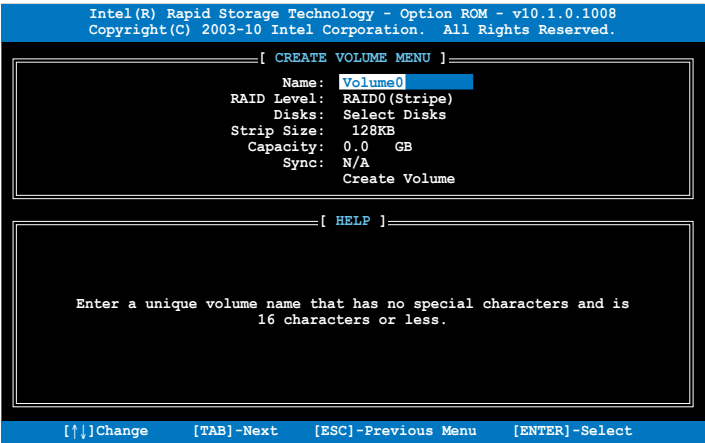 Intel(R) Rapid Storage Technology - Option ROM - v10.1.0.1008
Copyright(C) 2003-10 Intel Corporation. All Rights Reserved.
[ CREATE VOLUME MENU ]
Name: Volume0
RAID Level: RAID0(Stripe)
Disks: Select Disks
Strip Size: 128KB
Capacity: 0.0 GB
Sync: N/A
Create Volume
[ HELP ]
Enter a unique volume name that has no special characters and is
16 characters or less.
[↑↓]Change [TAB]-Next [ESC]-Previous Menu [ENTER]-Select